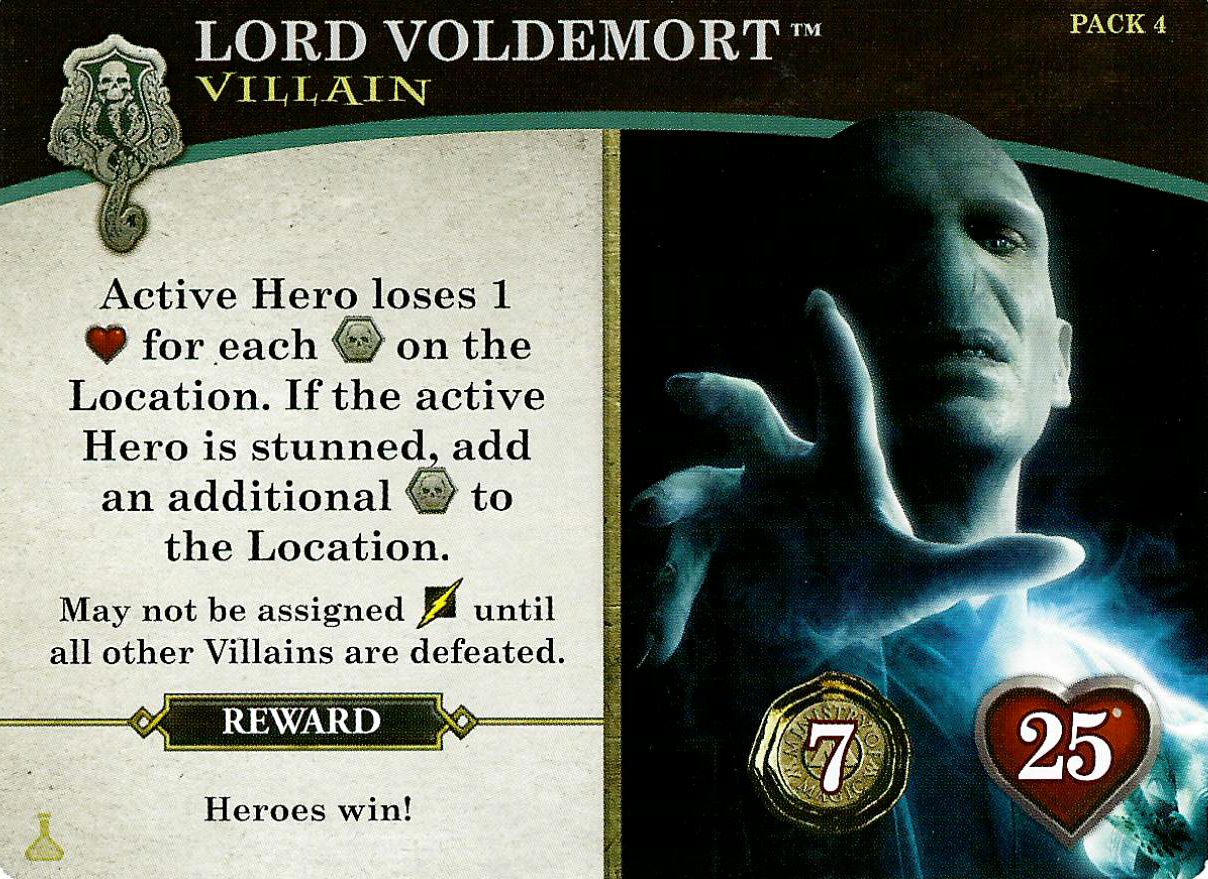 LORD VOLDEMORT™
PACK 4
VILLAIN
Active Hero loses 1
for each on the
Location. If the active
Hero is stunned, add
an additional to
the Location.
May not be assigned until
all other Villains are defeated.
REWARD
Heroes win!
7
25